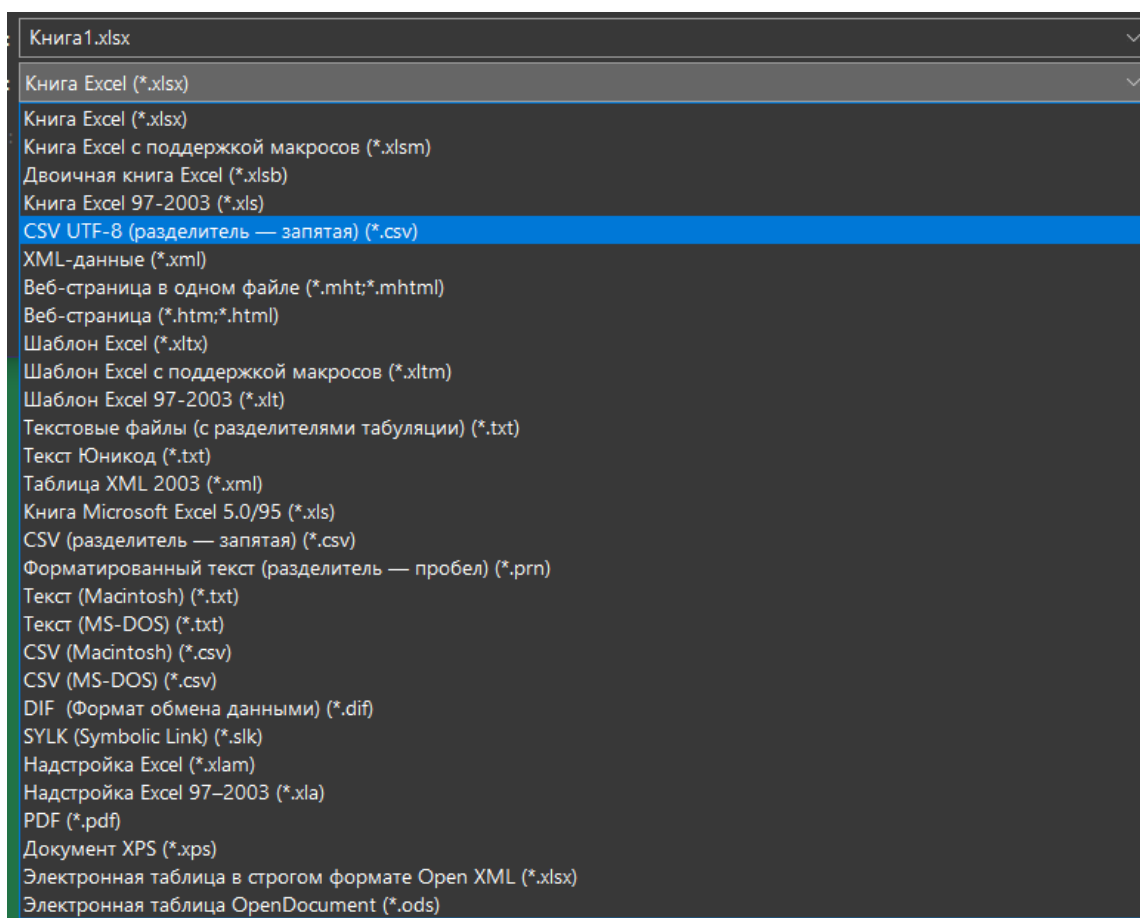 Книга1.xlsx
Книга Excel (*.xlsx)
Книга Excel (*.xlsx)
Книга Excel с поддержкой макросов (*.xlsm)
Двоичная книга Excel (*.xlsb)
Книга Excel 97-2003 (*.xls)
CSV UTF-8 (разделитель — запятая) (*.csv)
XML-данные (*.xml)
Веб-страница в одном файле (*.mht;*.mhtml)
Веб-страница (*.htm;*.html)
Шаблон Excel (*.xltx)
Шаблон Excel с поддержкой макросов (*.xltm)
Шаблон Excel 97-2003 (*.xlt)
Текстовые файлы (с разделителями табуляции) (*.txt)
Текст Юникод (*.txt)
Таблица XML 2003 (*.xml)
Книга Microsoft Excel 5.0/95 (*.xls)
CSV (разделитель — запятая) (*.csv)
Форматированный текст (разделитель — пробел) (*.prn)
Текст (Macintosh) (*.txt)
Текст (MS-DOS) (*.txt)
CSV (Macintosh) (*.csv)
CSV (MS-DOS) (*.csv)
DIF  (Формат обмена данными) (*.dif)
SYLK (Symbolic Link) (*.slk)
Надстройка Excel (*.xlam)
Надстройка Excel 97–2003 (*.xla)
PDF (*.pdf)
Документ XPS (*.xps)
Электронная таблица в строгом формате Open XML (*.xlsx)
Электронная таблица OpenDocument (*.ods)